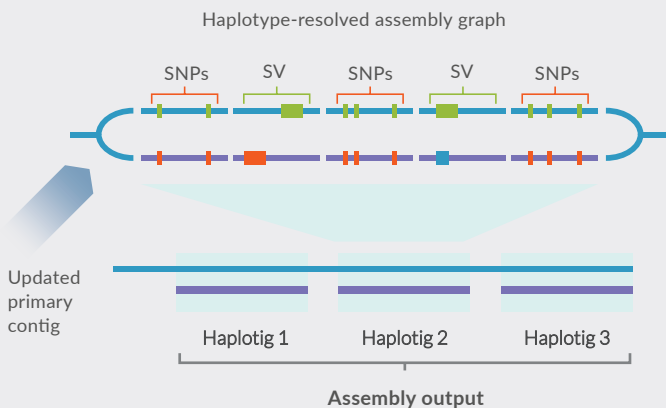 Haplotype-resolved assembly graph
SNPs SV SNPs SV SNPs
Updated
primary
contig
Haplotig 1 Haplotig 2 Haplotig 3
Assembly output